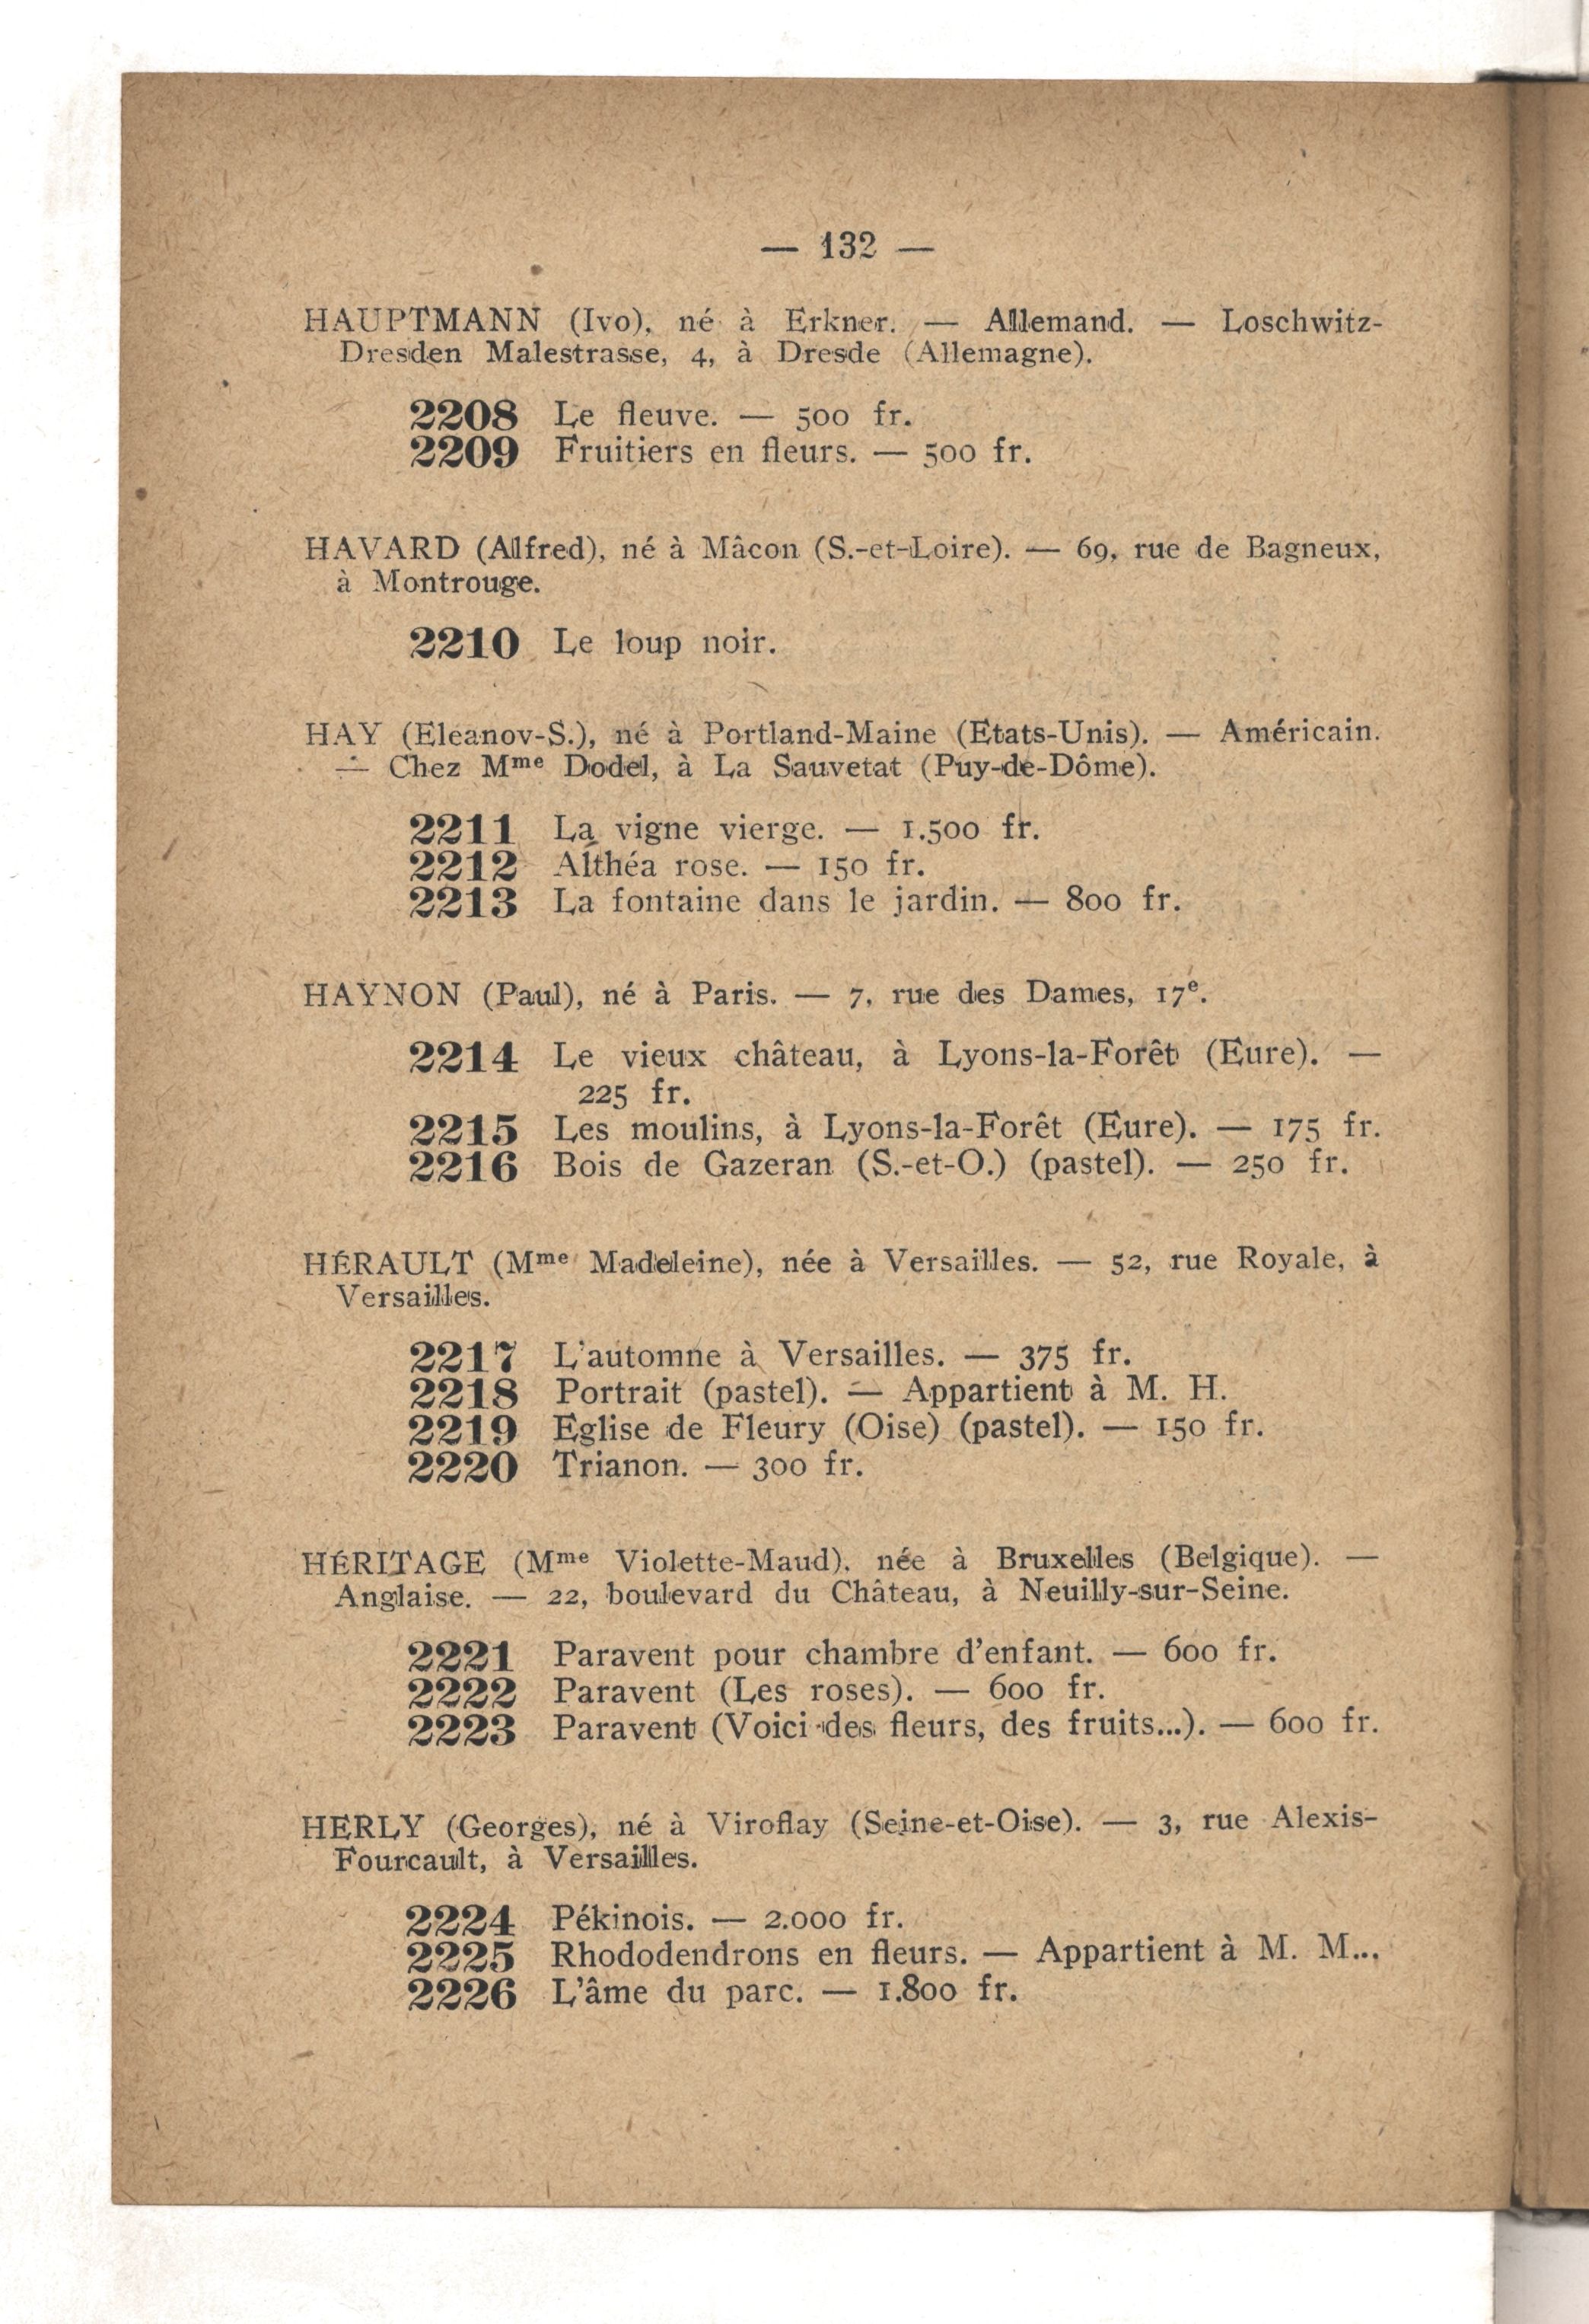 — 132 —
HAUPTMANN (Ivo), né à Erkner. — Allemand. — Loschwitz-
Dresden Malestrasse, 4, à Dresde (Allemagne).
2208 Le fleuve. — 500 fr.
2209 Fruitiers en fleurs. — 500 fr.
HAVARD (Alfred), né à Mâcon (S.-et-Loire). — 69, rue de Bagneux,
à Montrouge.
2210 Le loup noir.
HAY (Eleanov-S.), né à Portland-Maine (Etats-Unis). — Américain.
— Chez Mme Dodel, à La Sauvetat (Puy-de-Dôme).
2211 La vigne vierge. — 1.500 fr.
2212 Althéa rose. — 150 fr.
2213 La fontaine dans le jardin. — 800 fr.
HAYNON (Paul), né à Paris. — 7, rue des Dames, 17e.
2214 Le vieux château, à Lyons-la-Forêt (Eure). —
225 fr.
2215 Les moulins, à Lyons-la-Forêt (Eure). — 175 fr.
2216 Bois de Gazeran (S.-et-O.) (pastel). — 250 fr.
HÉRAULT (Mme Madeleine), née à Versailles. — 52, rue Royale, à
Versailles.
2217 L'automne à Versailles. — 375 fr.
2218 Portrait (pastel). — Appartient à M. H.
2219 Eglise de Fleury (Oise) (pastel). — 150 fr.
2220 Trianon. — 300 fr.
HÉRITAGE (Mme Violette-Maud), née à Bruxelles (Belgique). —
Anglaise. — 22, boulevard du Château, à Neuilly-sur-Seine.
2221 Paravent pour chambre d'enfant. — 600 fr.
2222 Paravent (Les roses). — 600 fr.
2223 Paravent (Voici des fleurs, des fruits...). — 600 fr.
HERLY (Georges), né à Viroflay (Seine-et-Oise). — 3, rue Alexis-
Fourcault, à Versailles.
2224 Pékinois. — 2.000 fr.
2225 Rhododendrons en fleurs. — Appartient à M. M...
2226 L'âme du parc. — 1.800 fr.